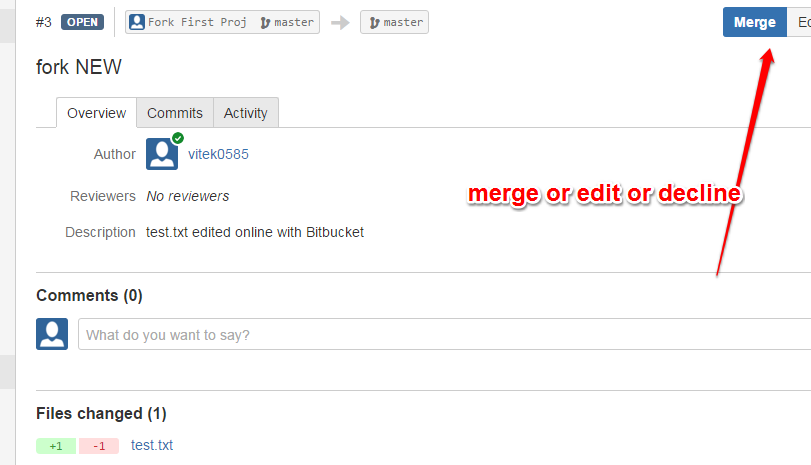 #3 OPEN Fork First Proj master master Merge
fork NEW
Overview Commits Activity
Author vitek0585
merge or edit or decline
Reviewers No reviewers
Description test.txt edited online with Bitbucket
Comments (0)
What do you want to say?
Files changed (1)
+1 -1 test.txt